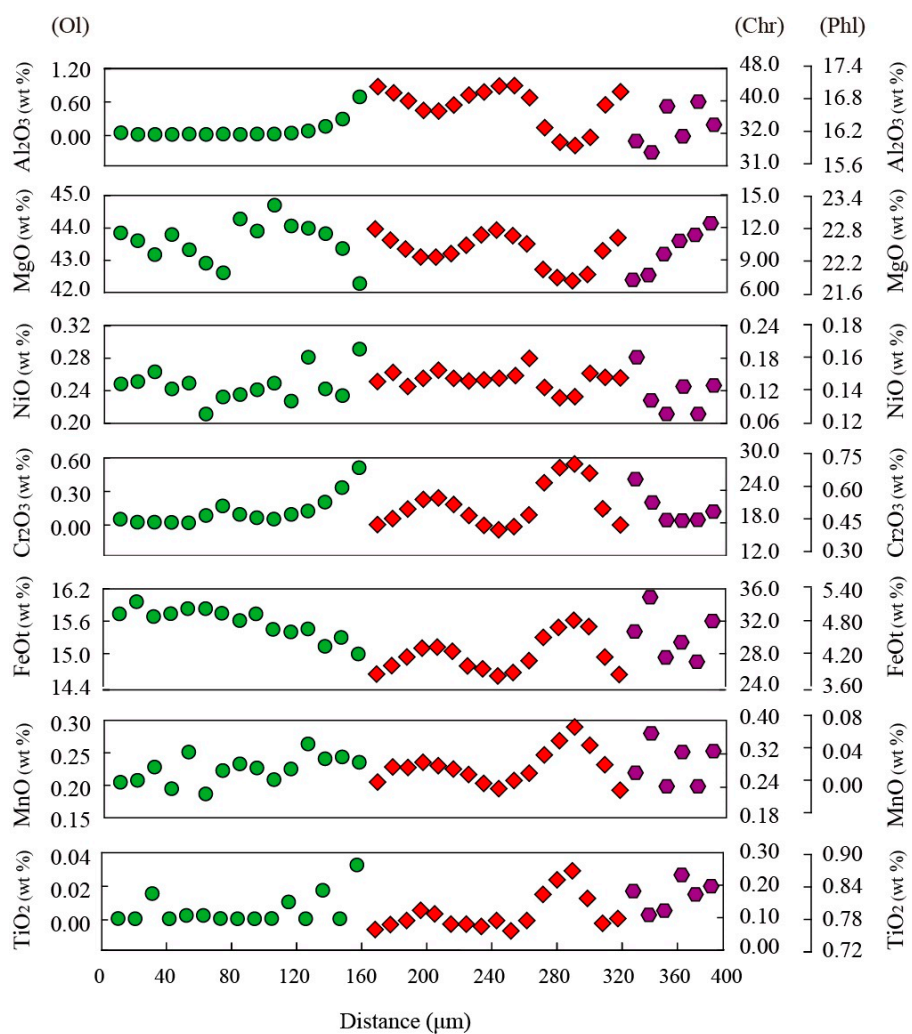 (Ol) (Chr) (Phl)
Al₂O₃ (wt %) 1.20 0.60 0.00 48.0 40.0 32.0 31.0 17.4 16.8 16.2 15.6 Al₂O₃ (wt %)
MgO (wt %) 45.0 44.0 43.0 42.0 15.0 12.0 9.00 6.00 23.4 22.8 22.2 21.6 MgO (wt %)
NiO (wt %) 0.32 0.28 0.24 0.20 0.24 0.18 0.12 0.06 0.18 0.16 0.14 0.12 NiO (wt %)
Cr₂O₃ (wt %) 0.60 0.30 0.00 30.0 24.0 18.0 12.0 0.75 0.60 0.45 0.30 Cr₂O₃ (wt %)
FeOt (wt %) 16.2 15.6 15.0 14.4 36.0 32.0 28.0 24.0 5.40 4.80 4.20 3.60 FeOt (wt %)
MnO (wt %) 0.30 0.25 0.20 0.15 0.40 0.32 0.24 0.18 0.08 0.04 0.00 MnO (wt %)
TiO₂ (wt %) 0.04 0.02 0.00 0.30 0.20 0.10 0.00 0.90 0.84 0.78 0.72 TiO₂ (wt %)
0 40 80 120 160 200 240 280 320 360 400
Distance (μm)